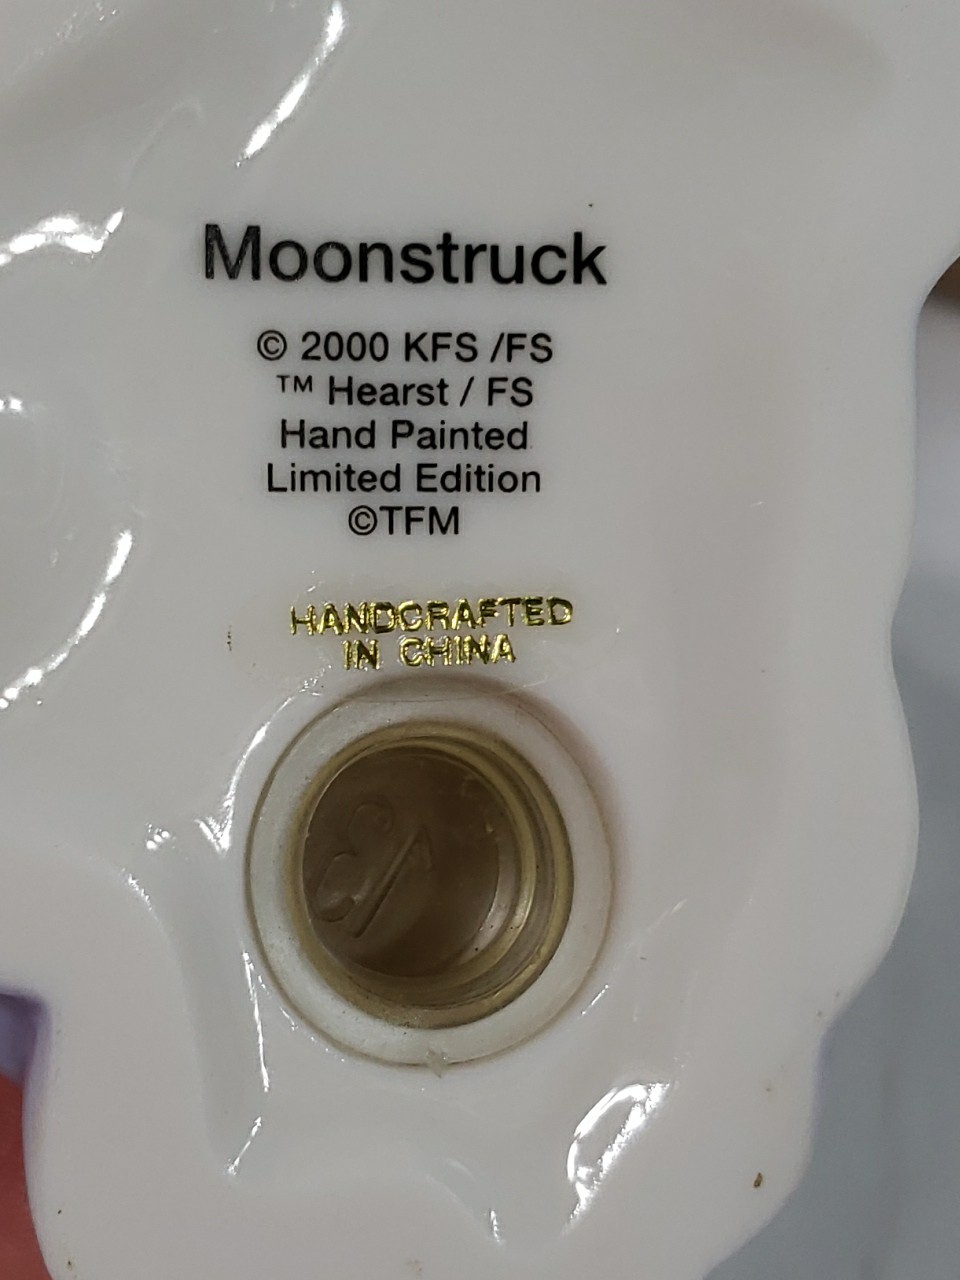 Moonstruck
© 2000 KFS /FS
™ Hearst / FS
Hand Painted
Limited Edition
©TFM
HANDCRAFTED
IN CHINA